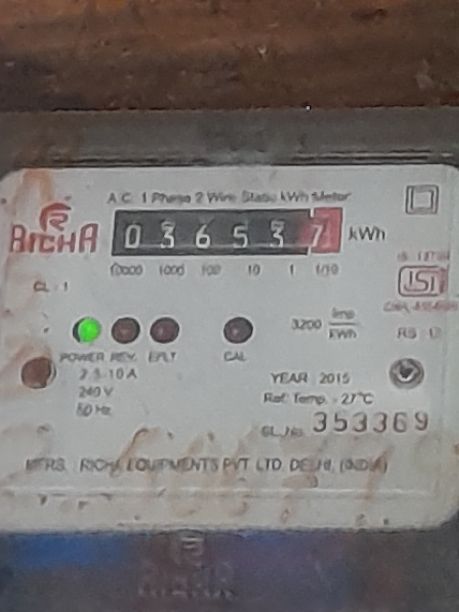 A.C. 1 Phase 2 Wire Static kWh Meter
RICHA
0 3 6 5 3 7 kWh
10000 1000 100 10 1 1/10
CL. 1
ISI
3200 Imp
kWh
POWER REV. E/LT CAL
2.5-10 A
240 V
50 Hz
YEAR 2015
Ref. Temp. - 27°C
SL.No. 353369
MFRS. RICHA EQUIPMENTS PVT. LTD. DELHI, (INDIA)